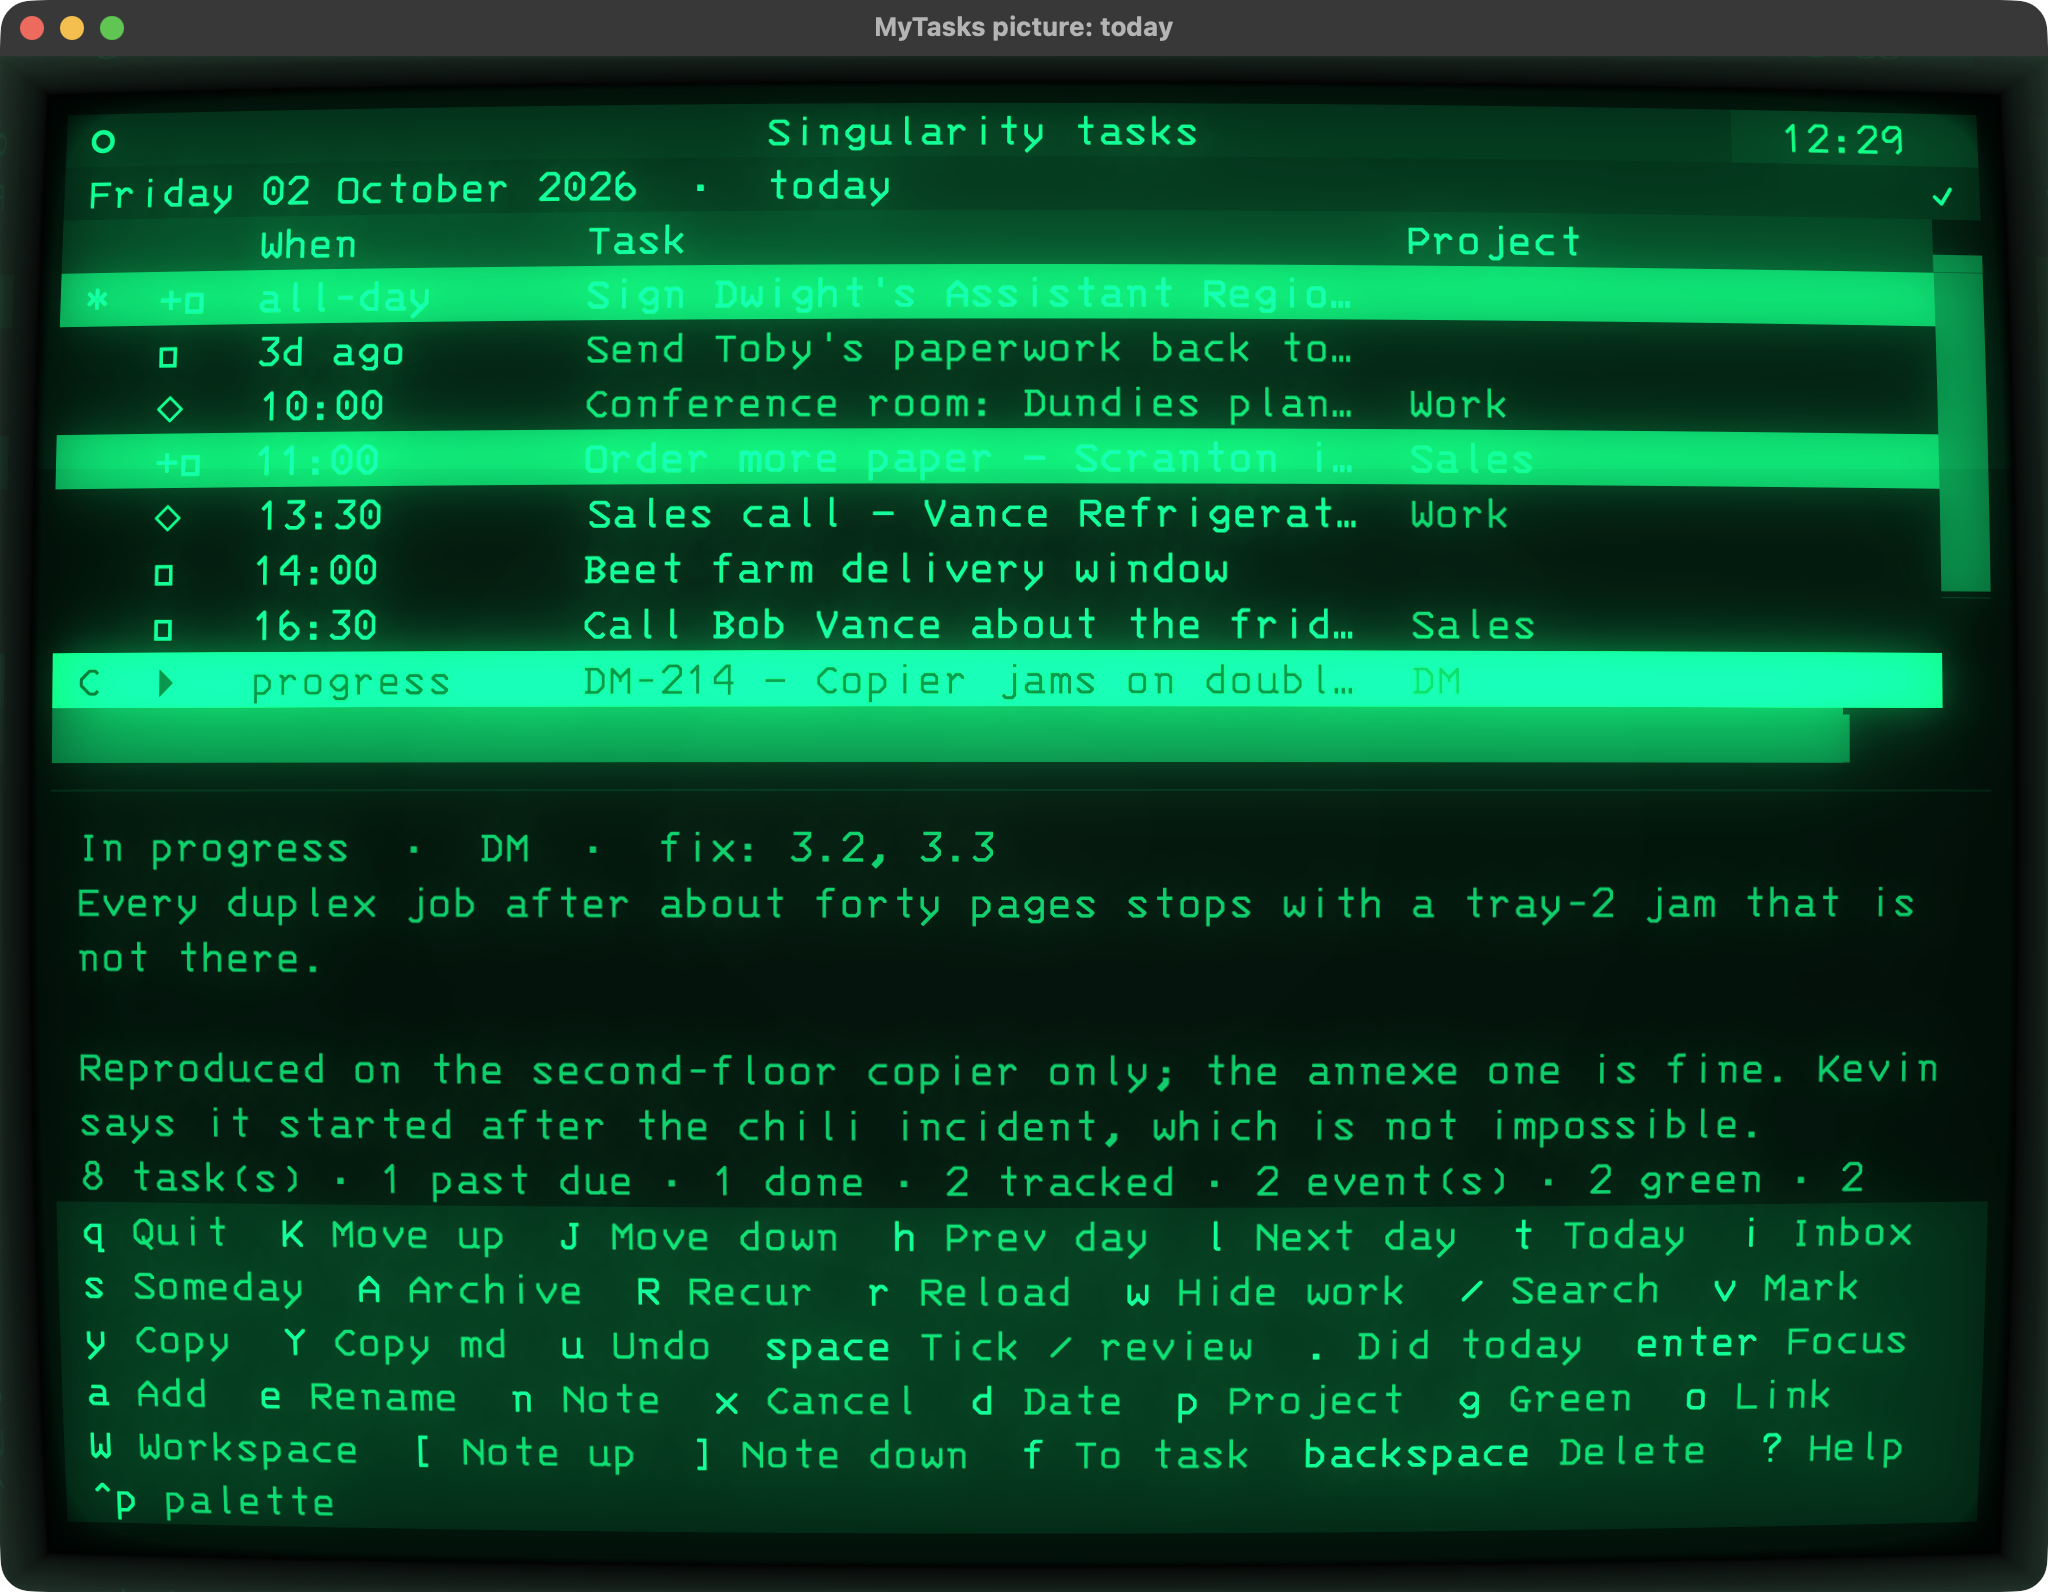 MyTasks picture: today
Singularity tasks 12:29
Friday 02 October 2026 · today ✓
When Task Project
* +□ all-day Sign Dwight's Assistant Regio…
□ 3d ago Send Toby's paperwork back to…
◇ 10:00 Conference room: Dundies plan… Work
+□ 11:00 Order more paper – Scranton i… Sales
◇ 13:30 Sales call – Vance Refrigerat… Work
□ 14:00 Beet farm delivery window
□ 16:30 Call Bob Vance about the frid… Sales
C ▶ progress DM-214 – Copier jams on doubl… DM
In progress · DM · fix: 3.2, 3.3
Every duplex job after about forty pages stops with a tray-2 jam that is
not there.
Reproduced on the second-floor copier only; the annexe one is fine. Kevin
says it started after the chili incident, which is not impossible.
8 task(s) · 1 past due · 1 done · 2 tracked · 2 event(s) · 2 green · 2
q Quit K Move up J Move down h Prev day l Next day t Today i Inbox
s Someday A Archive R Recur r Reload w Hide work / Search v Mark
y Copy Y Copy md u Undo space Tick / review . Did today enter Focus
a Add e Rename n Note x Cancel d Date p Project g Green o Link
W Workspace [ Note up ] Note down f To task backspace Delete ? Help
^p palette